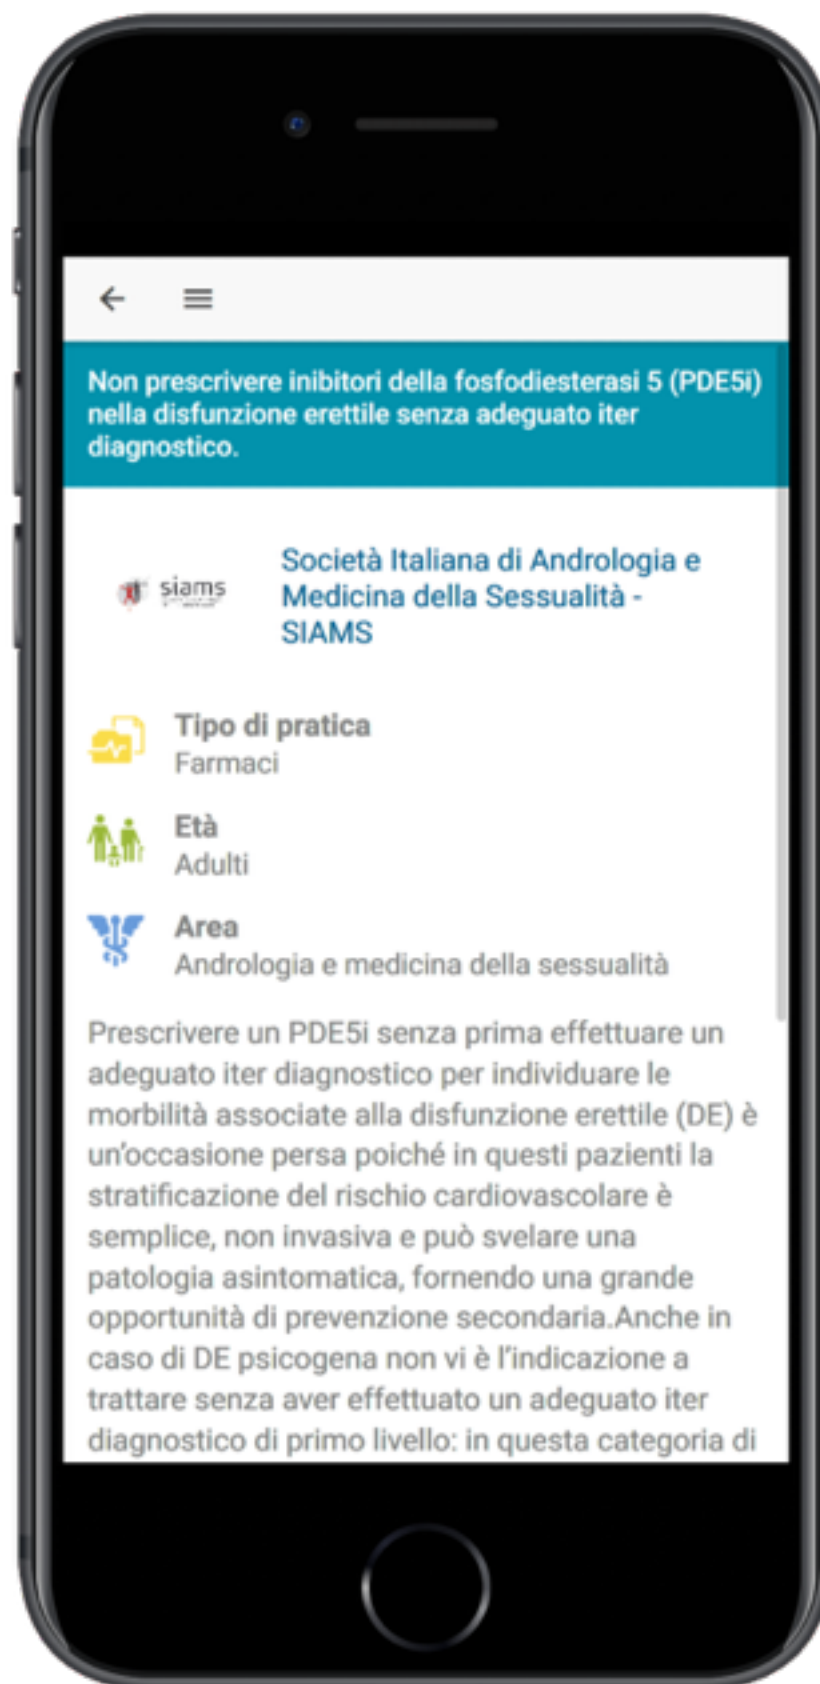 Non prescrivere inibitori della fosfodiesterasi 5 (PDE5i)
nella disfunzione erettile senza adeguato iter
diagnostico.
siams
Società Italiana di Andrologia e
Medicina della Sessualità -
SIAMS
Tipo di pratica
Farmaci
Età
Adulti
Area
Andrologia e medicina della sessualità
Prescrivere un PDE5i senza prima effettuare un
adeguato iter diagnostico per individuare le
morbilità associate alla disfunzione erettile (DE) è
un'occasione persa poiché in questi pazienti la
stratificazione del rischio cardiovascolare è
semplice, non invasiva e può svelare una
patologia asintomatica, fornendo una grande
opportunità di prevenzione secondaria.Anche in
caso di DE psicogena non vi è l'indicazione a
trattare senza aver effettuato un adeguato iter
diagnostico di primo livello: in questa categoria di